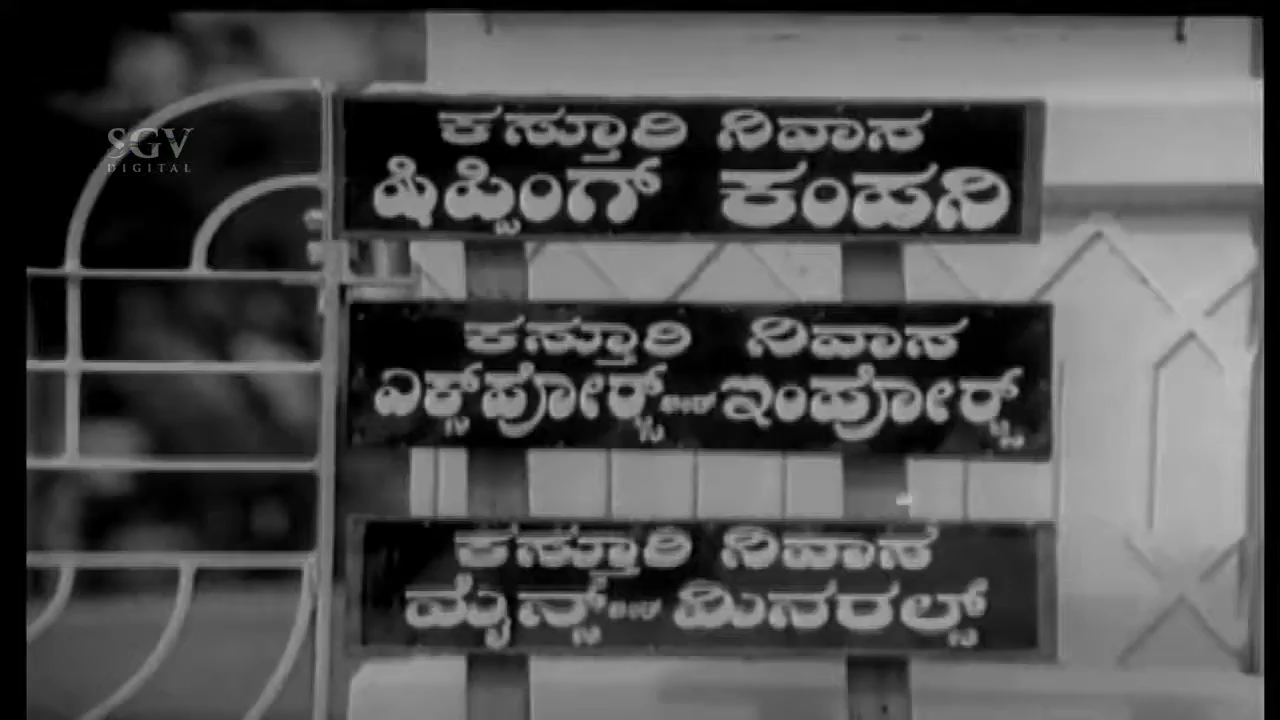 SGV
DIGITAL
ಕಸ್ತೂರಿ ನಿವಾಸ
ಷಿಪ್ಪಿಂಗ್ ಕಂಪನಿ
ಕಸ್ತೂರಿ ನಿವಾಸ
ಎಕ್ಸ್‌ಪೋರ್ಟ್ಸ್ ಅಂಡ್ ಇಂಪೋರ್ಟ್ಸ್
ಕಸ್ತೂರಿ ನಿವಾಸ
ಮೈನ್ಸ್ ಅಂಡ್ ಮಿನರಲ್ಸ್